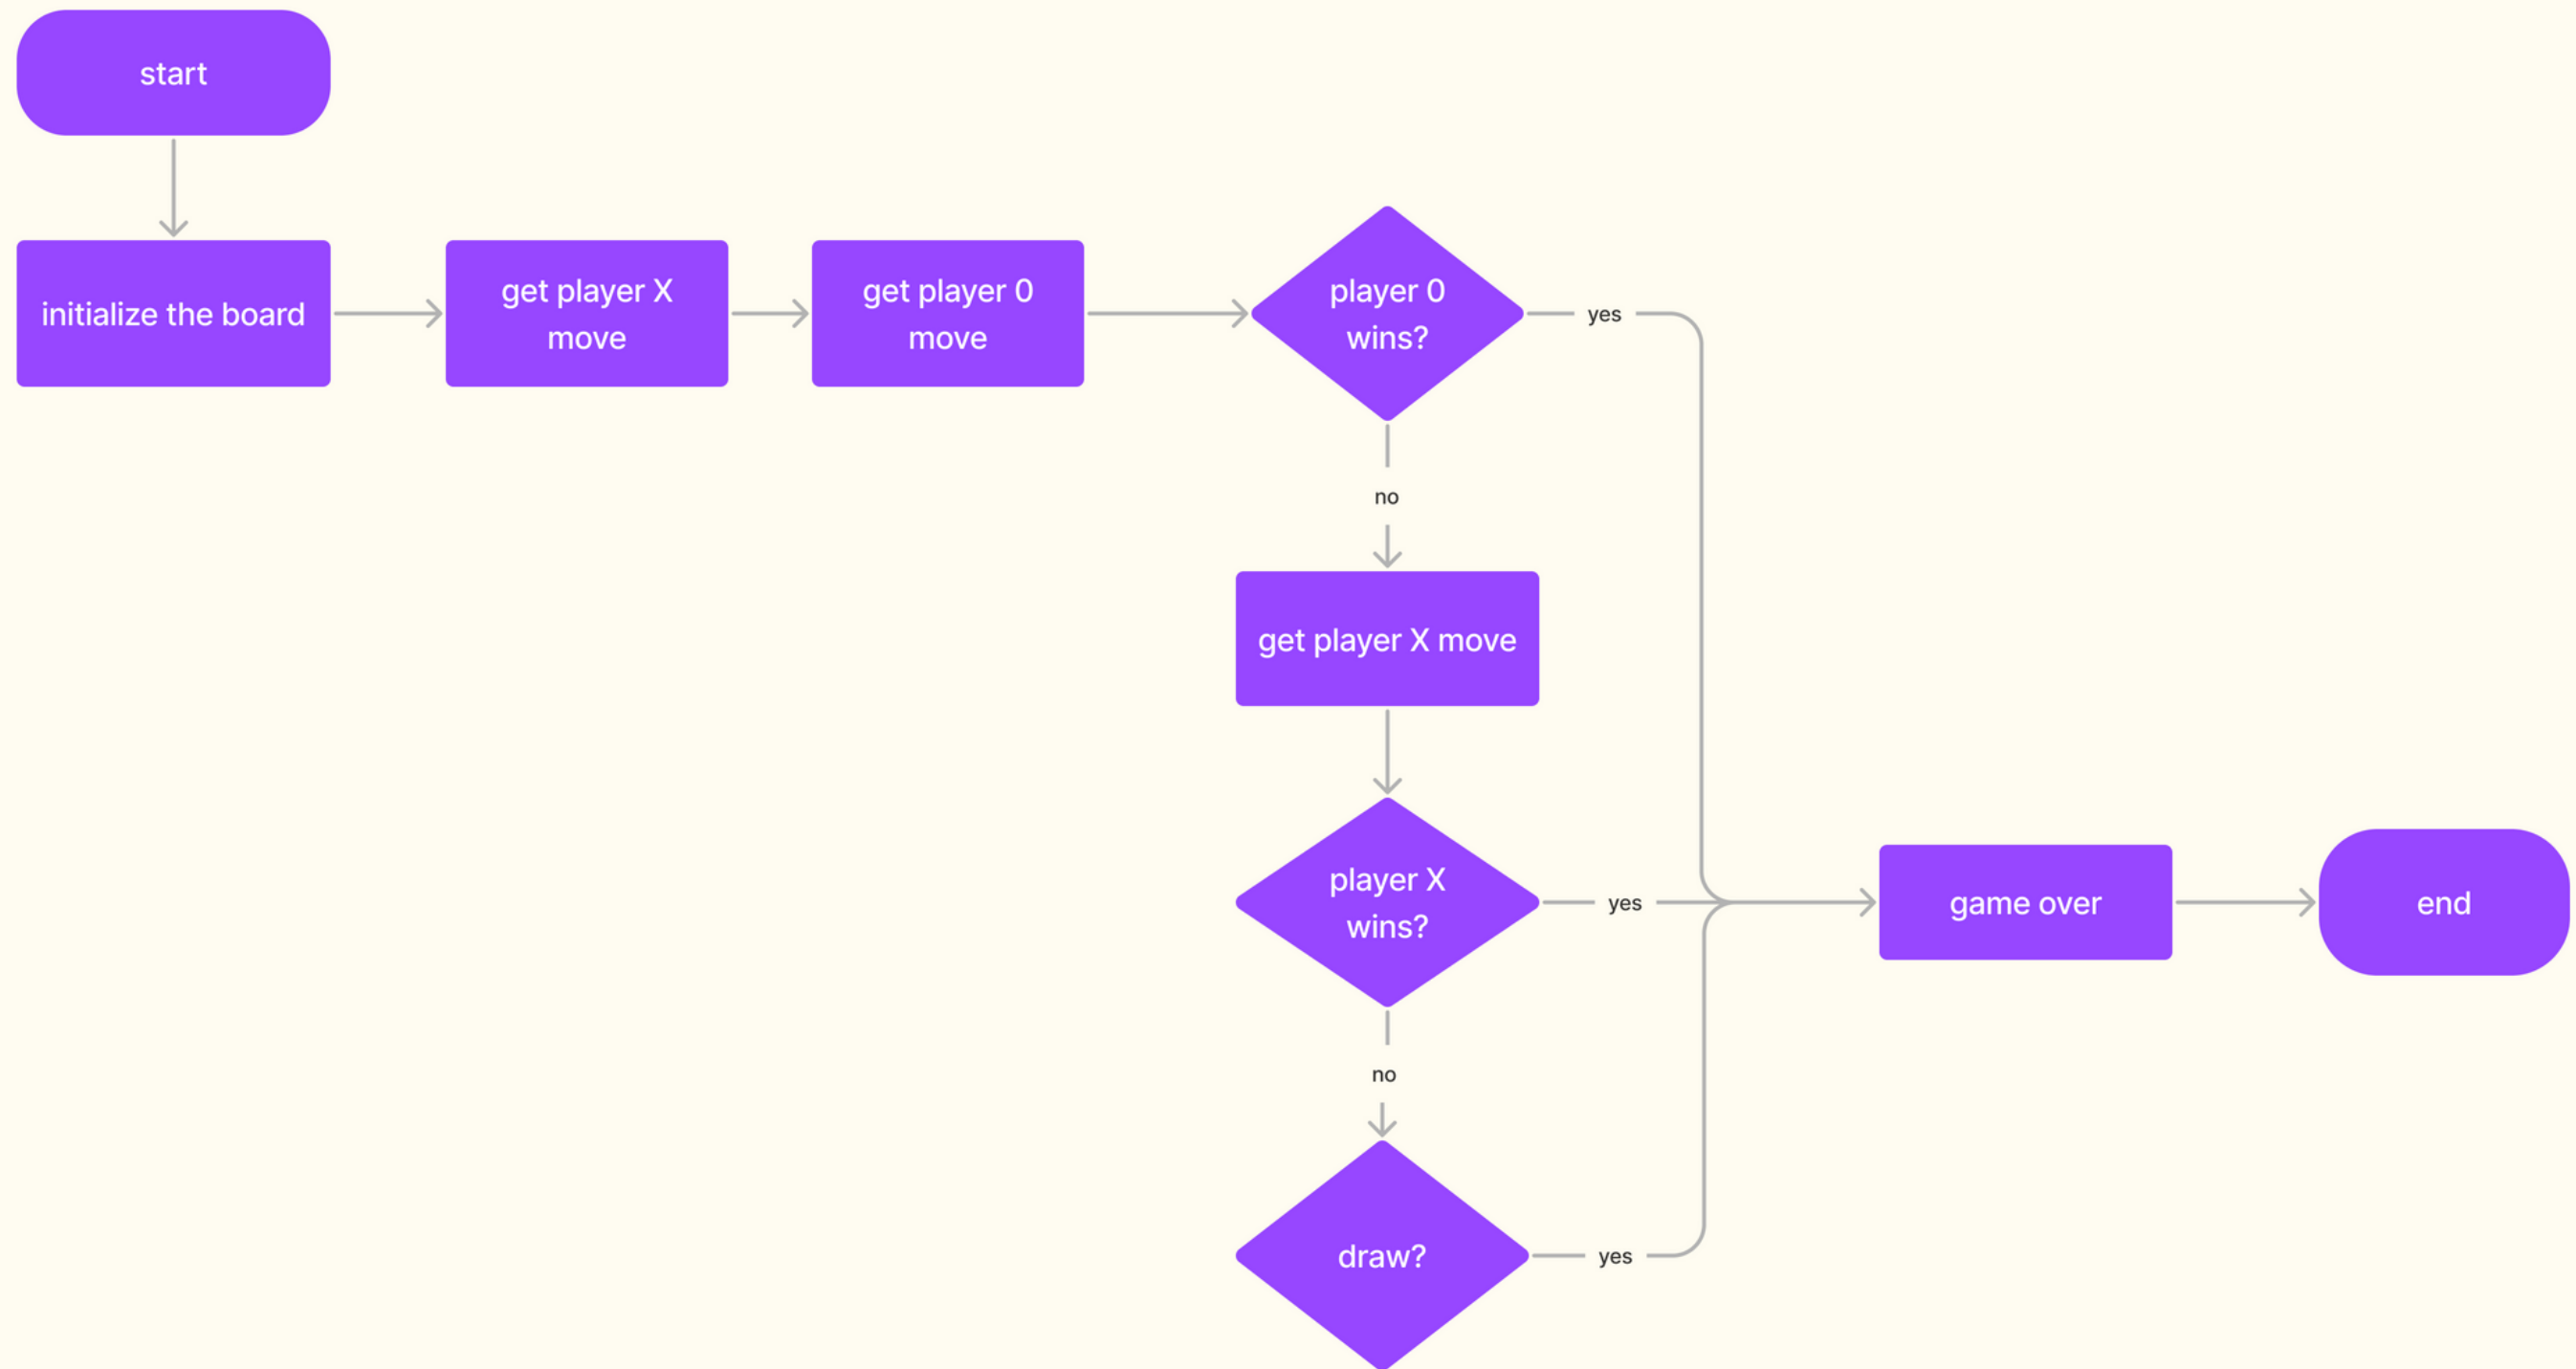 start
initialize the board
get player X
move
get player 0
move
player 0
wins?
yes
no
get player X move
player X
wins?
yes
game over
end
no
draw?
yes